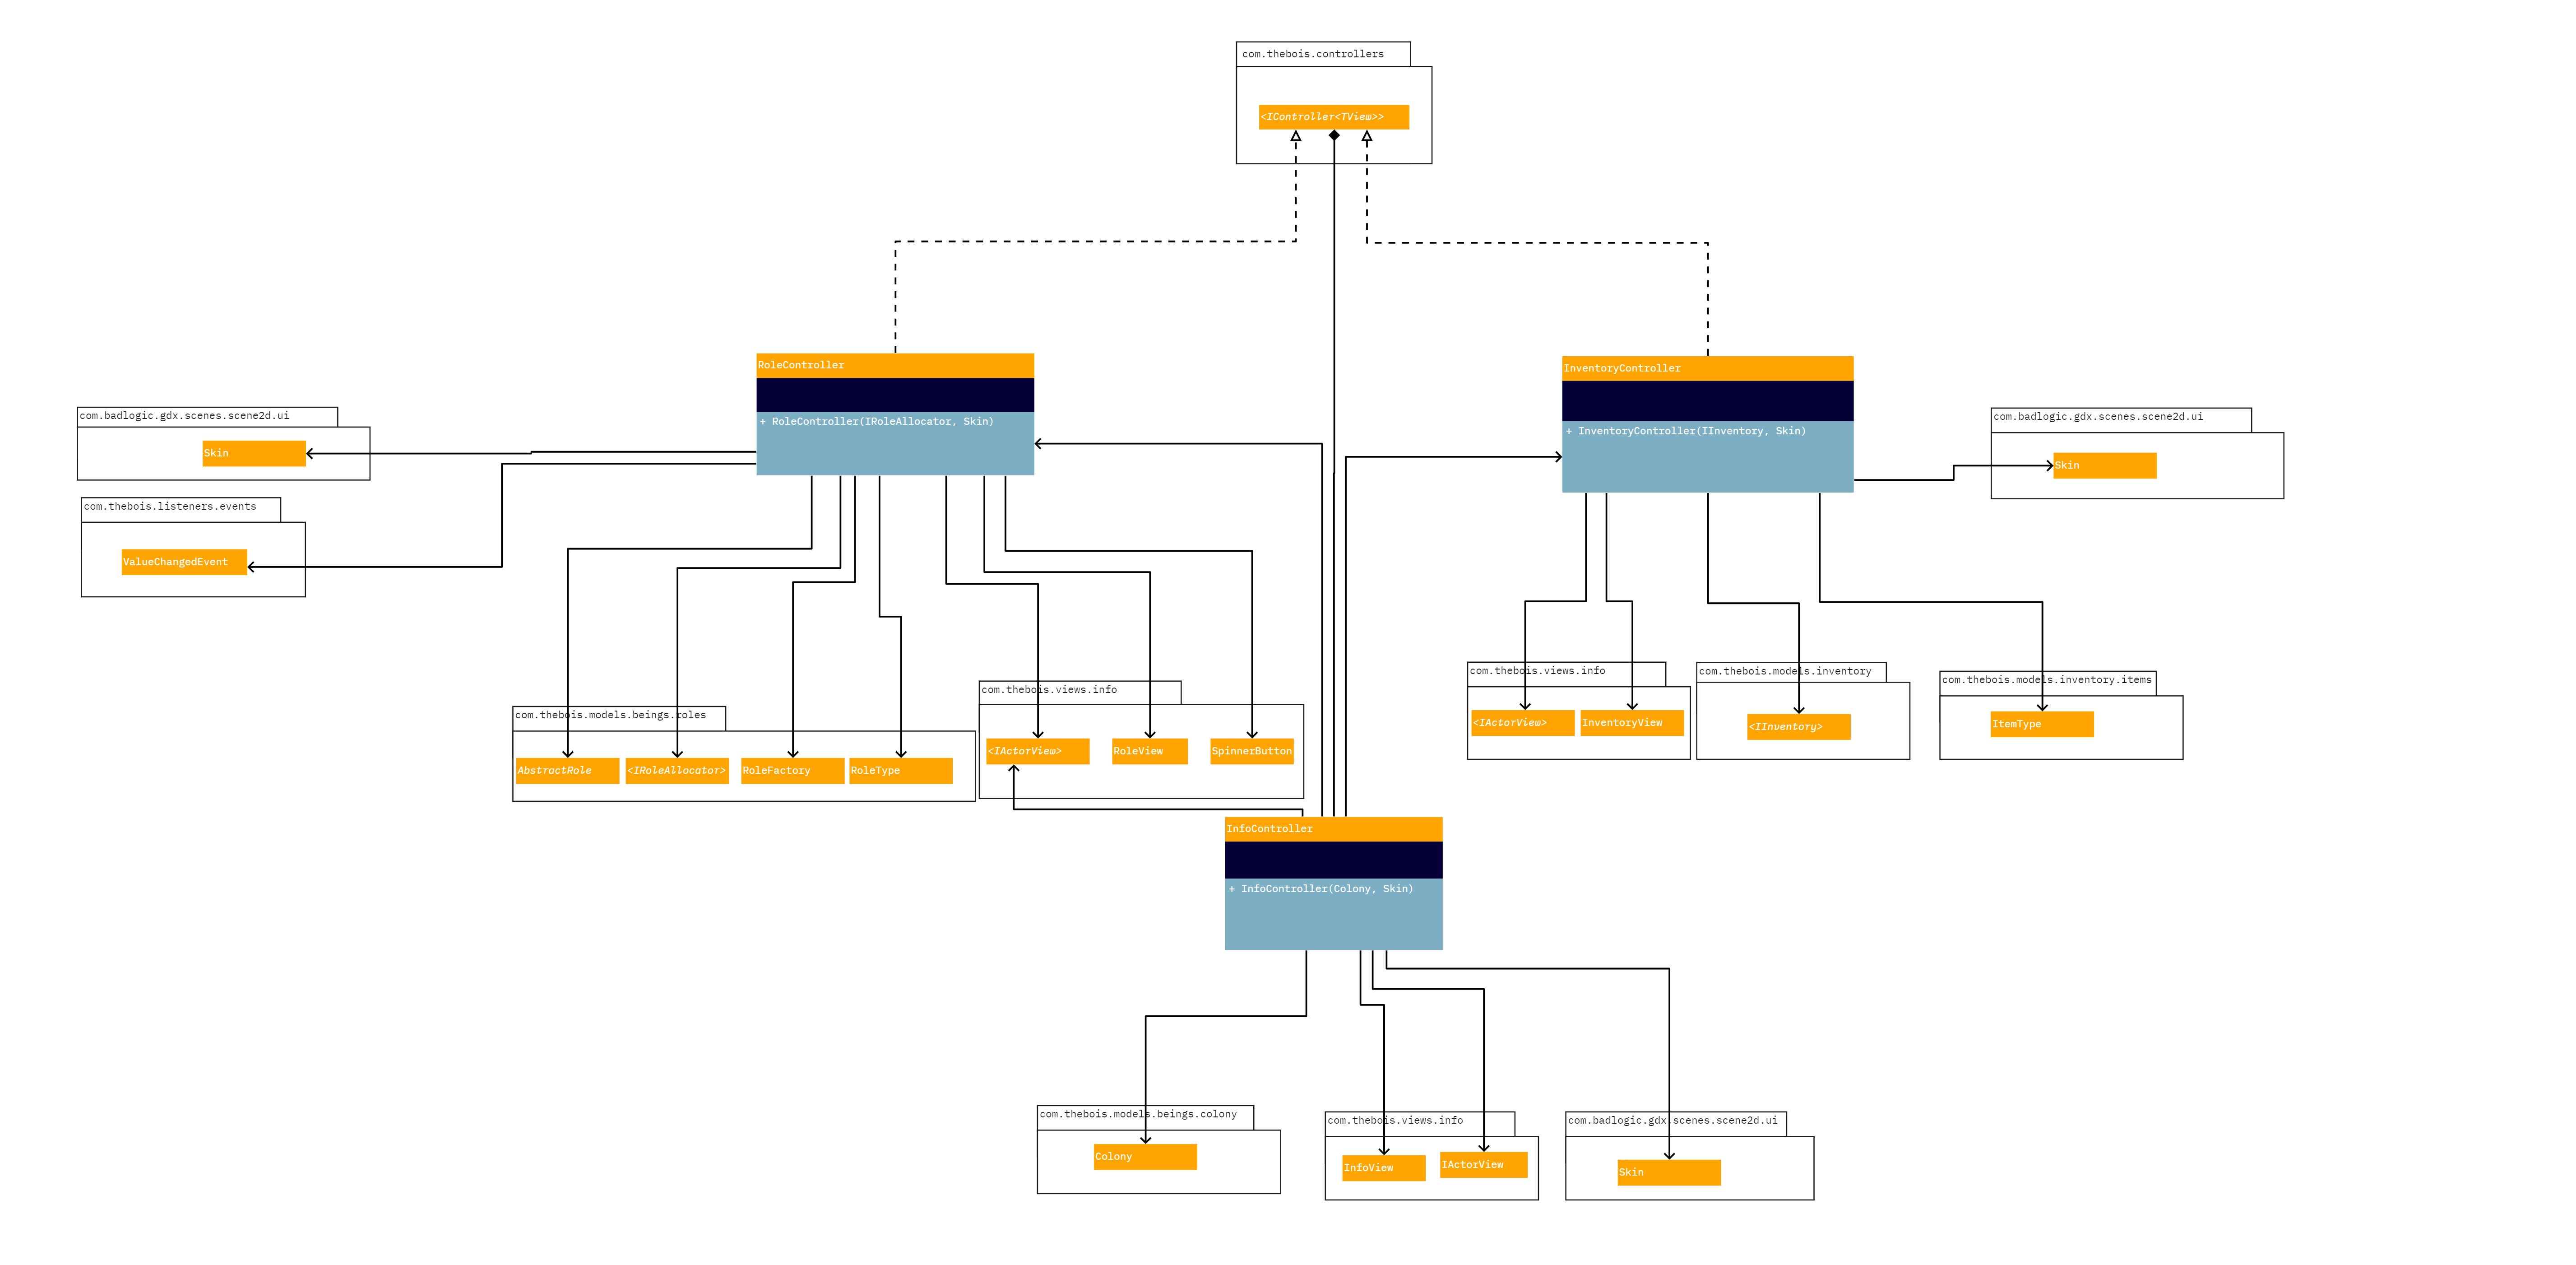 com.thebois.controllers
<IController<TView>>
RoleController
+ RoleController(IRoleAllocator, Skin)
InventoryController
+ InventoryController(IInventory, Skin)
com.badlogic.gdx.scenes.scene2d.ui
Skin
com.thebois.listeners.events
ValueChangedEvent
com.badlogic.gdx.scenes.scene2d.ui
Skin
com.thebois.models.beings.roles
AbstractRole
<IRoleAllocator>
RoleFactory
RoleType
com.thebois.views.info
<IActorView>
RoleView
SpinnerButton
com.thebois.views.info
<IActorView>
InventoryView
com.thebois.models.inventory
<IInventory>
com.thebois.models.inventory.items
ItemType
InfoController
+ InfoController(Colony, Skin)
com.thebois.models.beings.colony
Colony
com.thebois.views.info
InfoView
IActorView
com.badlogic.gdx.scenes.scene2d.ui
Skin